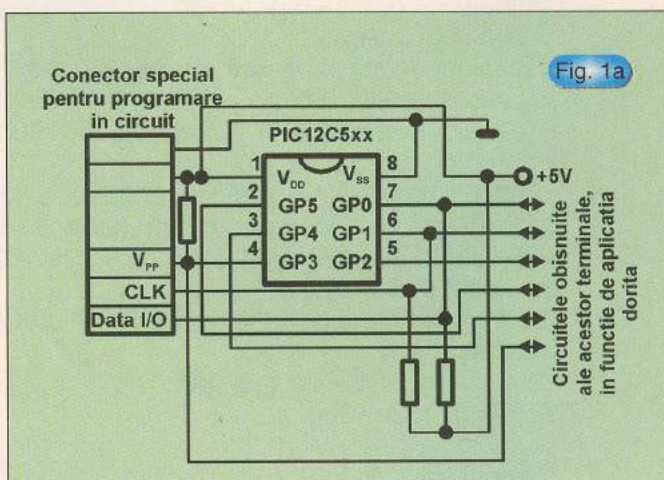 Conector special
pentru programare
in circuit
Fig. 1a
PIC12C5xx
1
8
V_DD
V_SS
+5V
2
7
GP5
GP0
3
6
GP4
GP1
4
5
GP3
GP2
V_PP
CLK
Data I/O
Circuitele obisnuite
ale acestor terminale,
in functie de aplicatia
dorita